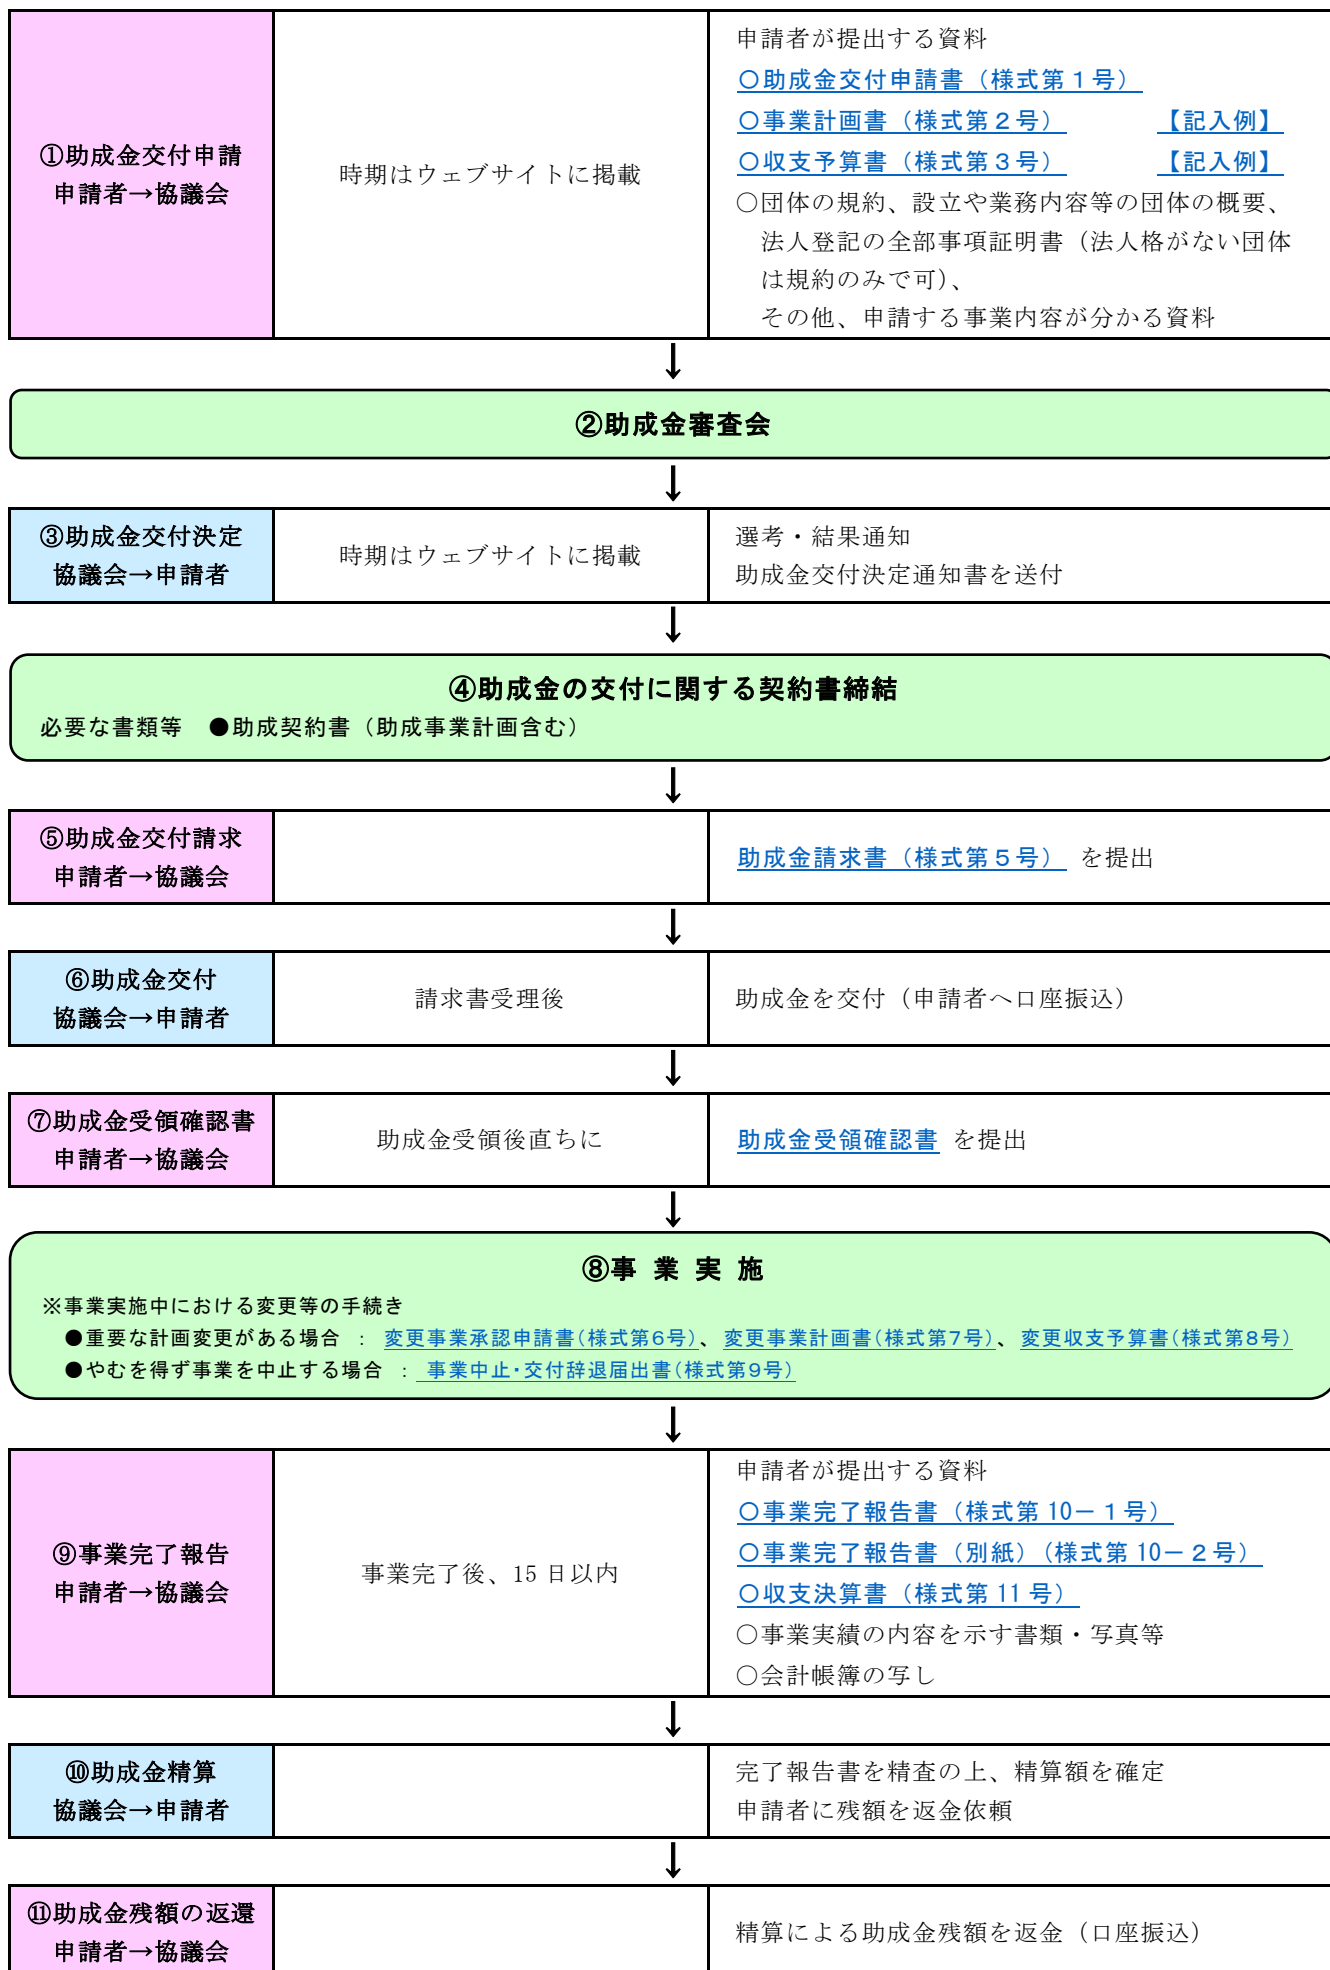 ①助成金交付申請
申請者→協議会
時期はウェブサイトに掲載
申請者が提出する資料
○助成金交付申請書（様式第１号）
○事業計画書（様式第２号）　【記入例】
○収支予算書（様式第３号）　【記入例】
○団体の規約、設立や業務内容等の団体の概要、
法人登記の全部事項証明書（法人格がない団体
は規約のみで可）、
その他、申請する事業内容が分かる資料
↓
②助成金審査会
↓
③助成金交付決定
協議会→申請者
時期はウェブサイトに掲載
選考・結果通知
助成金交付決定通知書を送付
↓
④助成金の交付に関する契約書締結
必要な書類等　●助成契約書（助成事業計画含む）
↓
⑤助成金交付請求
申請者→協議会
助成金請求書（様式第５号） を提出
↓
⑥助成金交付
協議会→申請者
請求書受理後
助成金を交付（申請者へ口座振込）
↓
⑦助成金受領確認書
申請者→協議会
助成金受領後直ちに
助成金受領確認書 を提出
↓
⑧事 業 実 施
※事業実施中における変更等の手続き
●重要な計画変更がある場合　：　変更事業承認申請書(様式第6号)、変更事業計画書(様式第7号)、変更収支予算書(様式第8号)
●やむを得ず事業を中止する場合　：　事業中止・交付辞退届出書(様式第9号)
↓
⑨事業完了報告
申請者→協議会
事業完了後、15 日以内
申請者が提出する資料
○事業完了報告書（様式第 10－１号）
○事業完了報告書（別紙）（様式第 10－２号）
○収支決算書（様式第 11 号）
○事業実績の内容を示す書類・写真等
○会計帳簿の写し
↓
⑩助成金精算
協議会→申請者
完了報告書を精査の上、精算額を確定
申請者に残額を返金依頼
↓
⑪助成金残額の返還
申請者→協議会
精算による助成金残額を返金（口座振込）